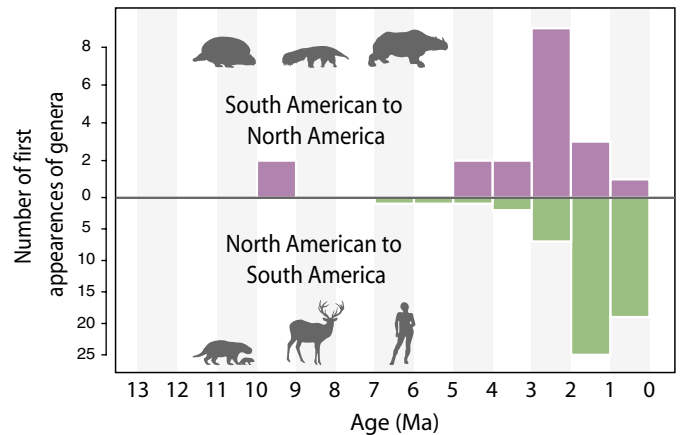 Number of first
appearences of genera
8
6
4
2
0
5
10
15
20
25
South American to
North America
North American to
South America
13 12 11 10 9 8 7 6 5 4 3 2 1 0
Age (Ma)